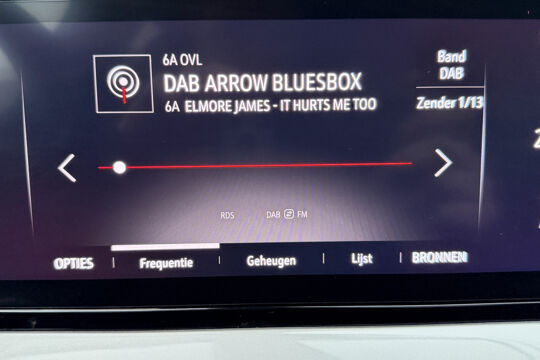 6A OVL
DAB ARROW BLUESBOX
6A ELMORE JAMES - IT HURTS ME TOO
Band
DAB
Zender 1/13
RDS DAB FM
OPTIES Frequentie Geheugen Lijst BRONNEN